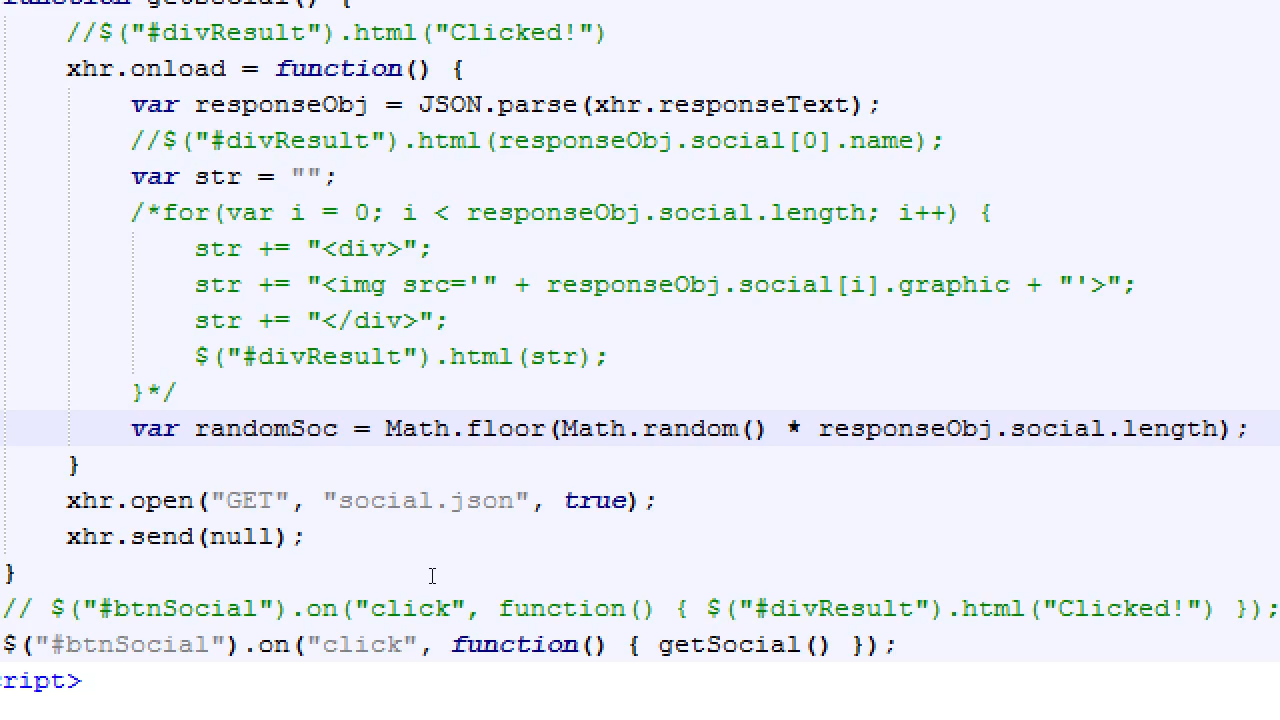 function getSocial() {
//$("#divResult").html("Clicked!")
xhr.onload = function() {
var responseObj = JSON.parse(xhr.responseText);
//$("#divResult").html(responseObj.social[0].name);
var str = "";
/*for(var i = 0; i < responseObj.social.length; i++) {
str += "<div>";
str += "<img src='" + responseObj.social[i].graphic + "'>";
str += "</div>";
$("#divResult").html(str);
}*/
var randomSoc = Math.floor(Math.random() * responseObj.social.length);
}
xhr.open("GET", "social.json", true);
xhr.send(null);
}
// $("#btnSocial").on("click", function() { $("#divResult").html("Clicked!") });
$("#btnSocial").on("click", function() { getSocial() });
ript>